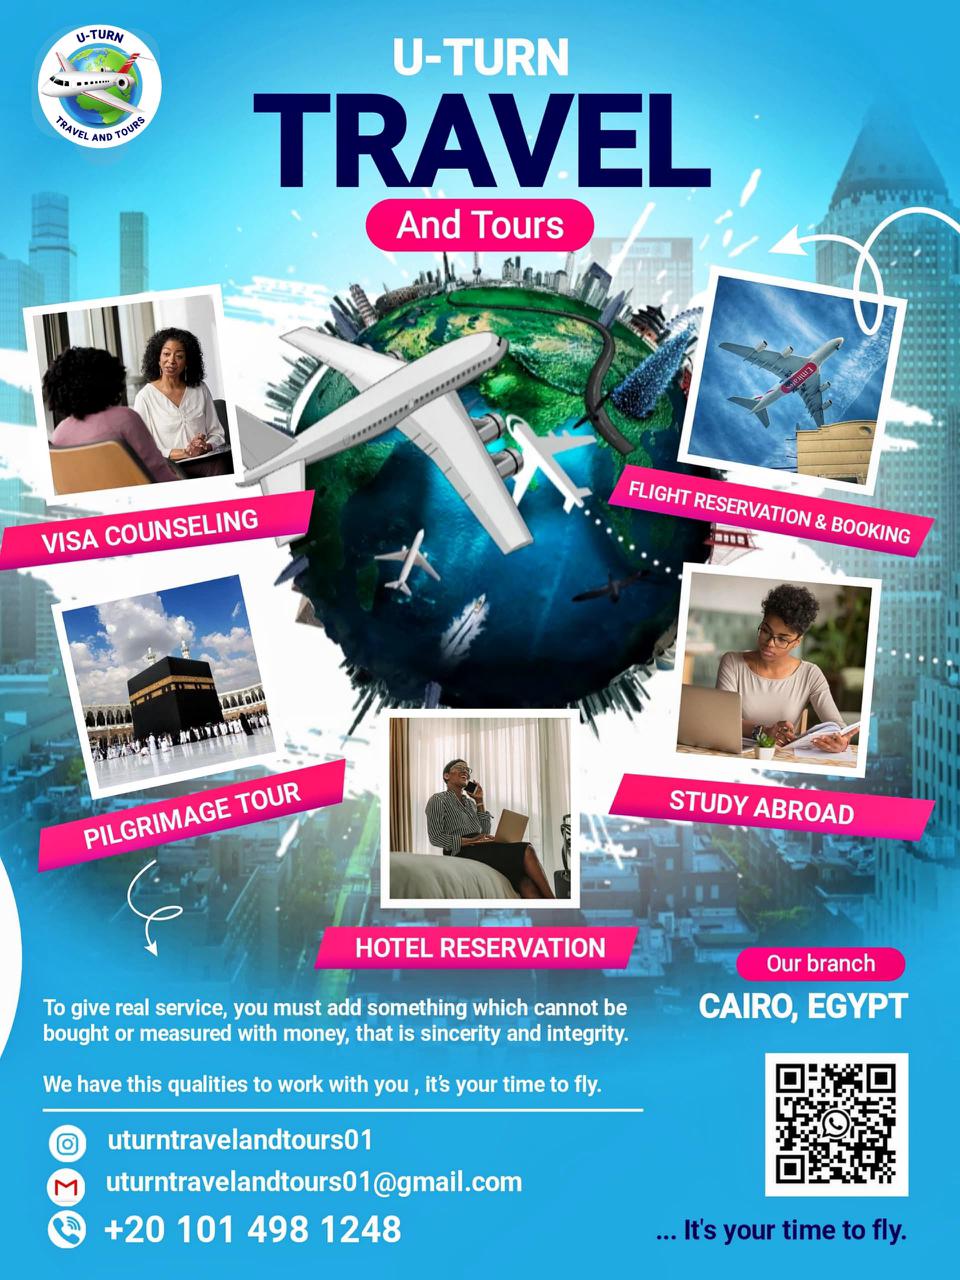 U-TURN
TRAVEL AND TOURS
U-TURN
TRAVEL
And Tours
VISA COUNSELING
Emirates
FLIGHT RESERVATION & BOOKING
PILGRIMAGE TOUR
STUDY ABROAD
HOTEL RESERVATION
Our branch
CAIRO, EGYPT
To give real service, you must add something which cannot be
bought or measured with money, that is sincerity and integrity.
We have this qualities to work with you , it's your time to fly.
uturntravelandtours01
uturntravelandtours01@gmail.com
+20 101 498 1248
... It's your time to fly.